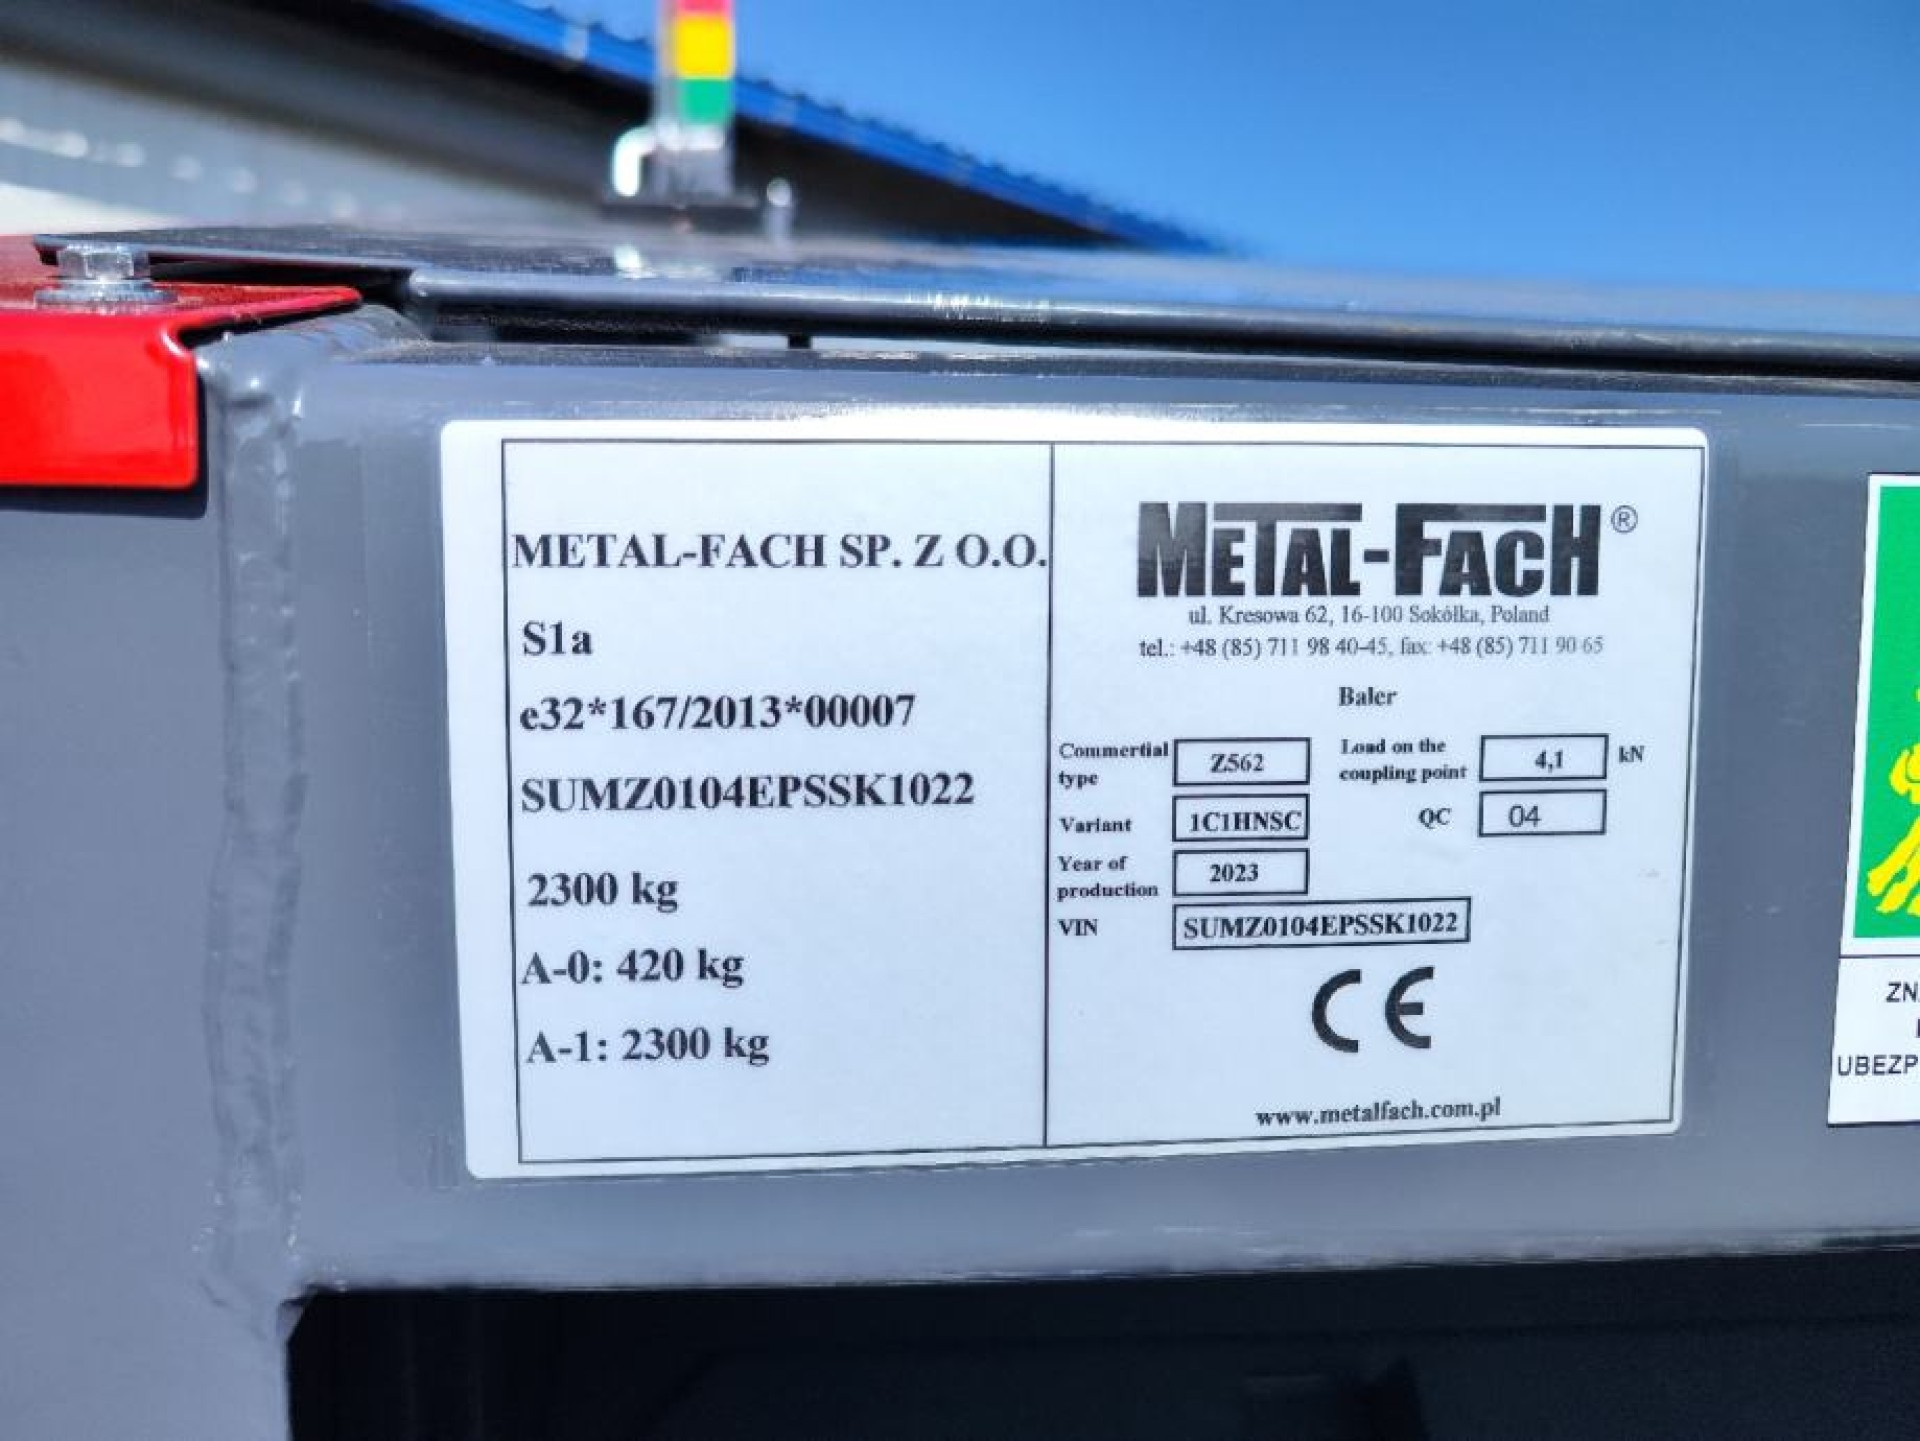 METAL-FACH SP. Z O.O.
S1a
e32*167/2013*00007
SUMZ0104EPSSK1022
2300 kg
A-0: 420 kg
A-1: 2300 kg
METAL-FACH®
ul. Kresowa 62, 16-100 Sokółka, Poland
tel.: +48 (85) 711 98 40-45, fax: +48 (85) 711 90 65
Baler
Commertial type Z562
Load on the coupling point 4,1 kN
Variant 1C1HNSC
QC 04
Year of production 2023
VIN SUMZ0104EPSSK1022
CE
www.metalfach.com.pl